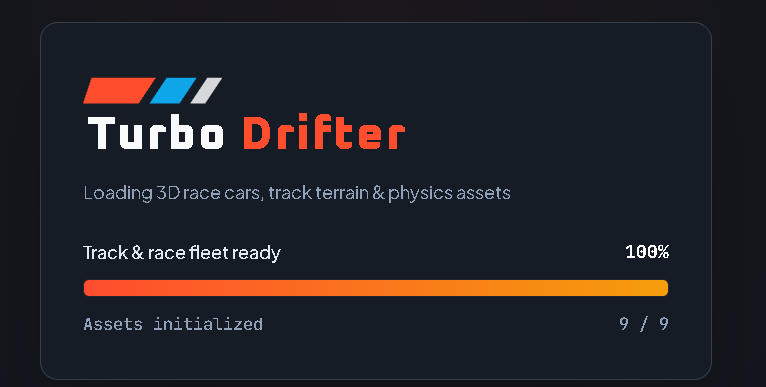 Turbo Drifter
Loading 3D race cars, track terrain & physics assets
Track & race fleet ready 100%
Assets initialized 9 / 9